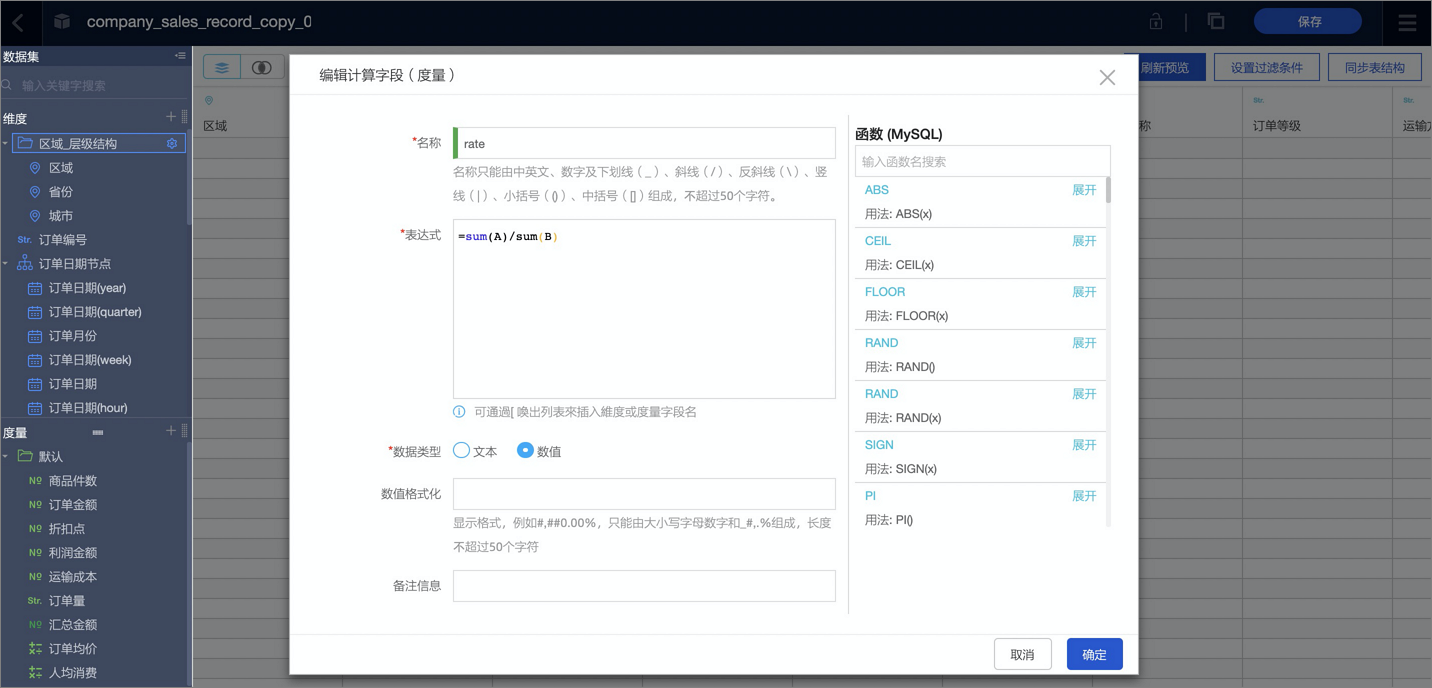 company_sales_record_copy_0
保存
数据集
输入关键字搜索
维度
区域_层级结构
区域
省份
城市
Str. 订单编号
订单日期节点
订单日期(year)
订单日期(quarter)
订单月份
订单日期(week)
订单日期
订单日期(hour)
度量
默认
Nº 商品件数
Nº 订单金额
Nº 折扣点
Nº 利润金额
Nº 运输成本
Str. 订单量
Nº 汇总金额
订单均价
人均消费
刷新预览
设置过滤条件
同步表结构
区域
称
Str.
订单等级
Str.
运输
编辑计算字段（度量）
*名称
rate
名称只能由中英文、数字及下划线（_）、斜线（/）、反斜线（\）、竖
线（|）、小括号（()）、中括号（[]）组成，不超过50个字符。
*表达式
=sum(A)/sum(B)
可通過[ 喚出列表來插入維度或度量字段名
*数据类型
文本
数值
数值格式化
显示格式，例如#,##0.00%，只能由大小写字母数字和_#,.%组成，长度
不超过50个字符
备注信息
函数 (MySQL)
输入函数名搜索
ABS 展开
用法: ABS(x)
CEIL 展开
用法: CEIL(x)
FLOOR 展开
用法: FLOOR(x)
RAND 展开
用法: RAND()
RAND 展开
用法: RAND(x)
SIGN 展开
用法: SIGN(x)
PI 展开
用法: PI()
取消
确定